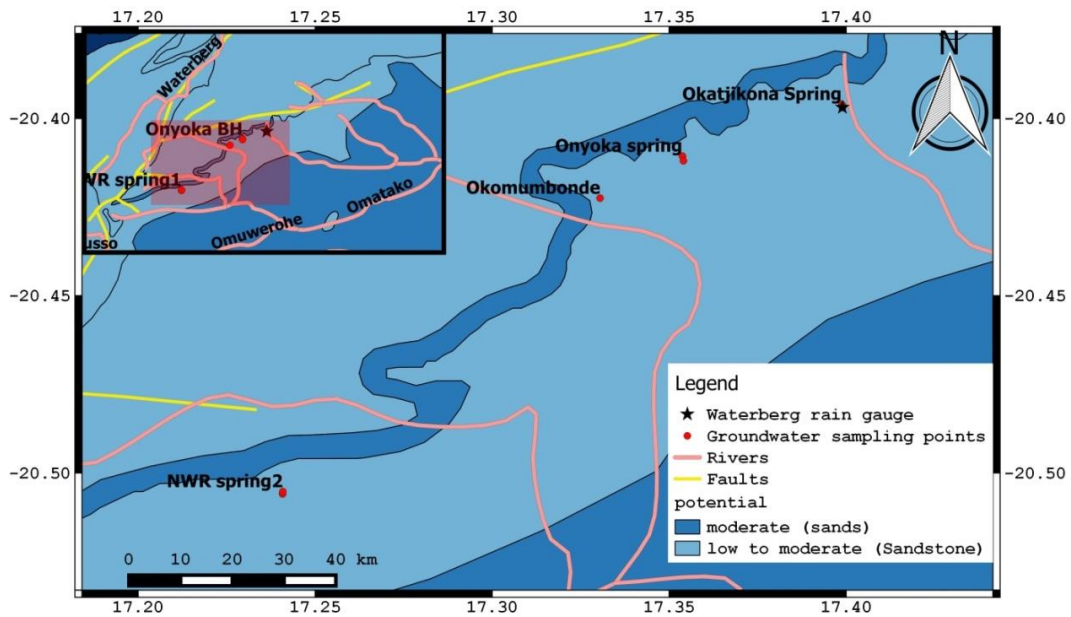 17.20 17.25 17.30 17.35 17.40
N
Waterberg
Onyoka BH
WR spring1
Omatako
Omuwerohe
usso
Okatjikona Spring
Onyoka spring
Okomumbonde
NWR spring2
-20.40 -20.40
-20.45 -20.45
-20.50 -20.50
Legend
Waterberg rain gauge
Groundwater sampling points
Rivers
Faults
potential
moderate (sands)
low to moderate (Sandstone)
0 10 20 30 40 km
17.20 17.25 17.30 17.35 17.40